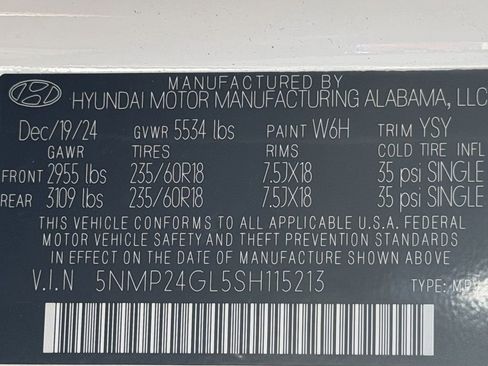 MANUFACTURED BY
HYUNDAI MOTOR MANUFACTURING ALABAMA, LLC
Dec/19/24 GVWR 5534 lbs PAINT W6H TRIM YSY
GAWR TIRES RIMS COLD TIRE INFL
FRONT 2955 lbs 235/60R18 7.5JX18 35 psi SINGLE
REAR 3109 lbs 235/60R18 7.5JX18 35 psi SINGLE
THIS VEHICLE CONFORMS TO ALL APPLICABLE U.S.A. FEDERAL
MOTOR VEHICLE SAFETY AND THEFT PREVENTION STANDARDS
IN EFFECT ON THE DATE OF MANUFACTURE SHOWN ABOVE
V.I.N 5NMP24GL5SH115213 TYPE: